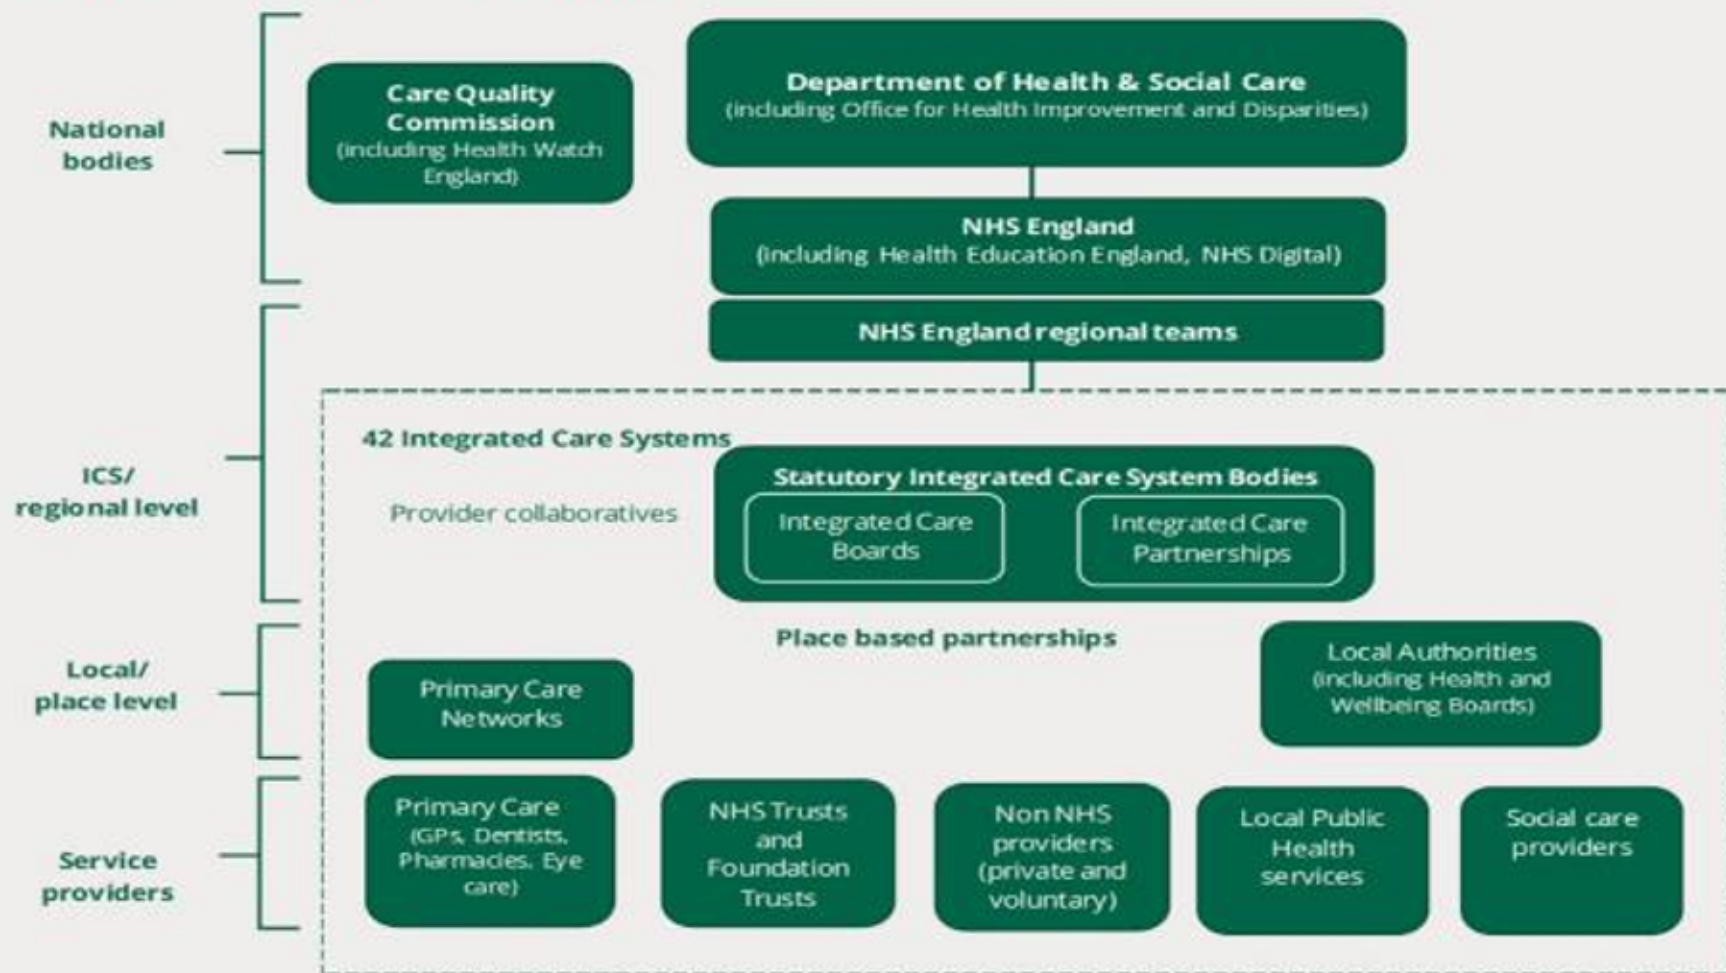 National
bodies
Care Quality
Commission
(including Health Watch
England)
Department of Health & Social Care
(including Office for Health Improvement and Disparities)
NHS England
(including Health Education England, NHS Digital)
NHS England regional teams
ICS/
regional level
42 Integrated Care Systems
Provider collaboratives
Statutory Integrated Care System Bodies
Integrated Care
Boards
Integrated Care
Partnerships
Local/
place level
Place based partnerships
Primary Care
Networks
Local Authorities
(including Health and
Wellbeing Boards)
Service
providers
Primary Care
(GPs, Dentists,
Pharmacies, Eye
care)
NHS Trusts
and
Foundation
Trusts
Non NHS
providers
(private and
voluntary)
Local Public
Health
services
Social care
providers